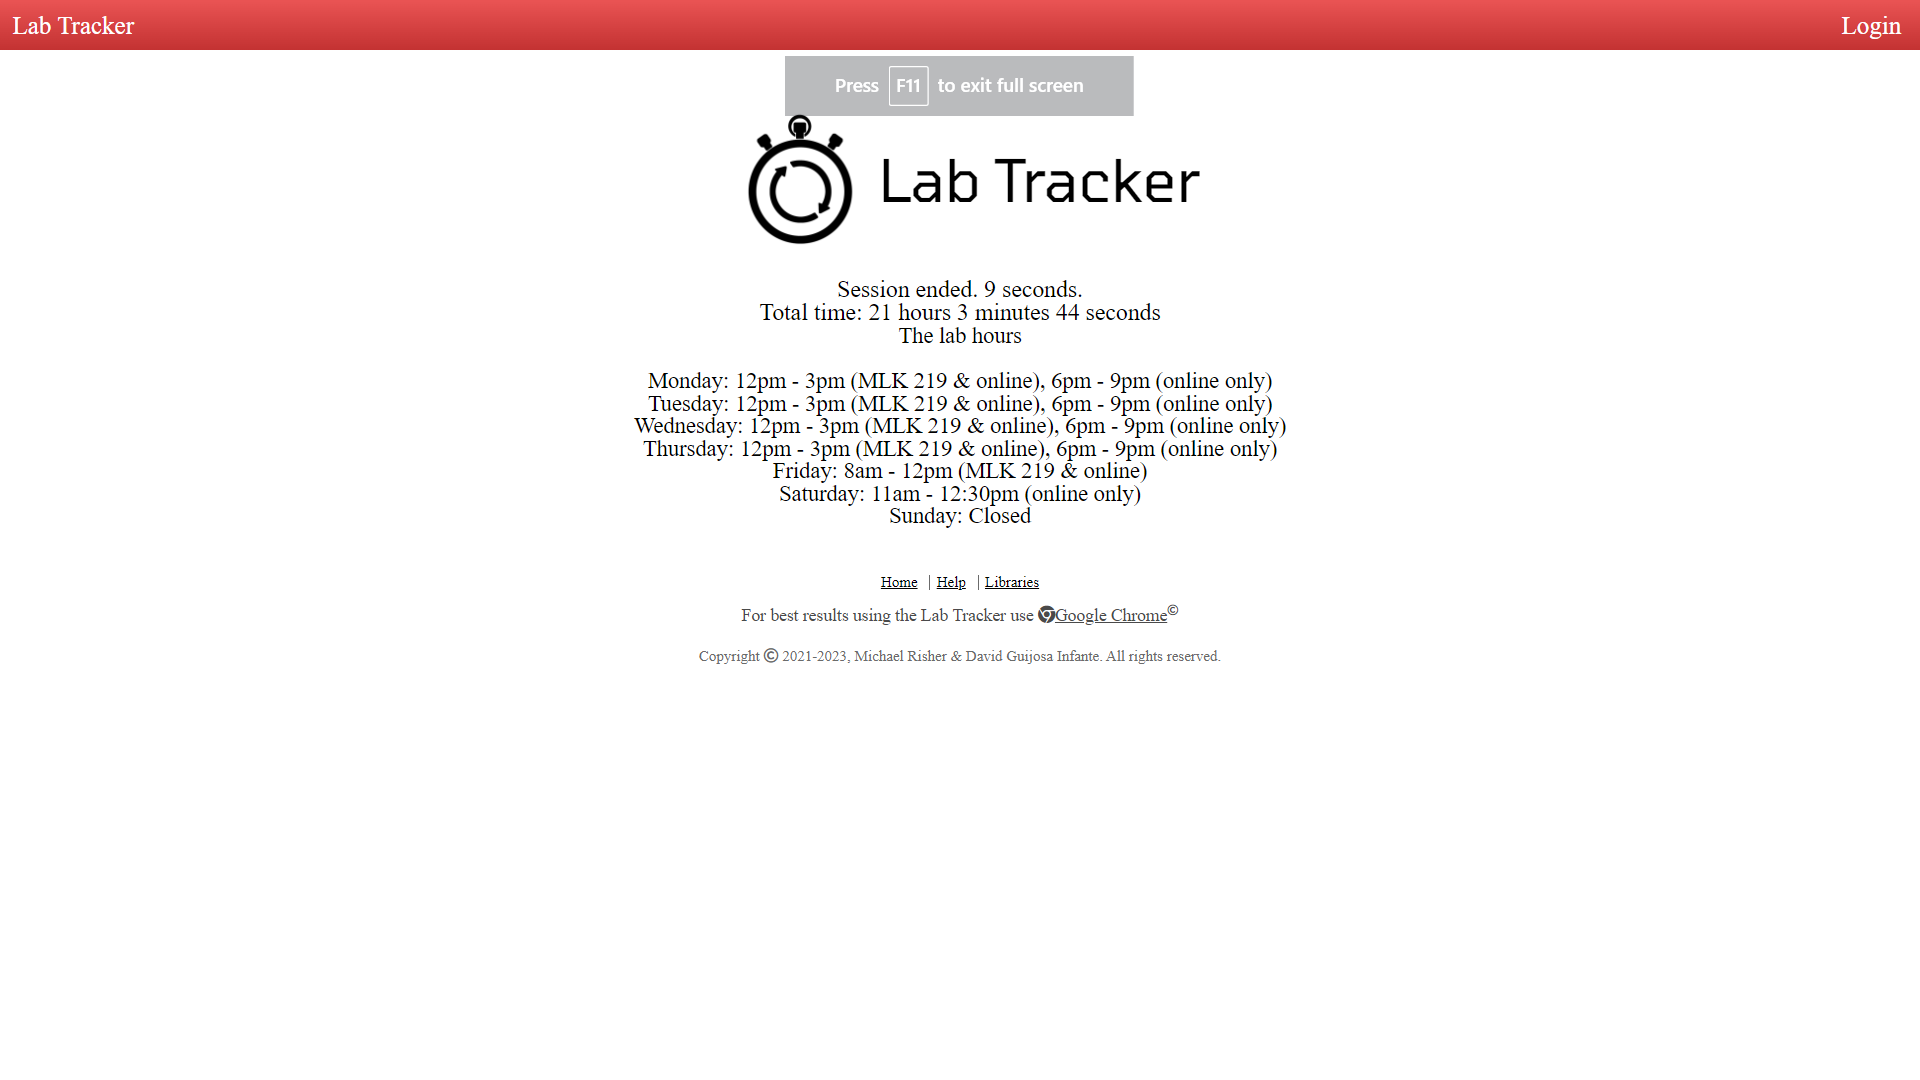 Lab Tracker
Login
Press F11 to exit full screen
Lab Tracker
Session ended. 9 seconds.
Total time: 21 hours 3 minutes 44 seconds
The lab hours
Monday: 12pm - 3pm (MLK 219 & online), 6pm - 9pm (online only)
Tuesday: 12pm - 3pm (MLK 219 & online), 6pm - 9pm (online only)
Wednesday: 12pm - 3pm (MLK 219 & online), 6pm - 9pm (online only)
Thursday: 12pm - 3pm (MLK 219 & online), 6pm - 9pm (online only)
Friday: 8am - 12pm (MLK 219 & online)
Saturday: 11am - 12:30pm (online only)
Sunday: Closed
Home | Help | Libraries
For best results using the Lab Tracker use Google Chrome©
Copyright © 2021-2023, Michael Risher & David Guijosa Infante. All rights reserved.